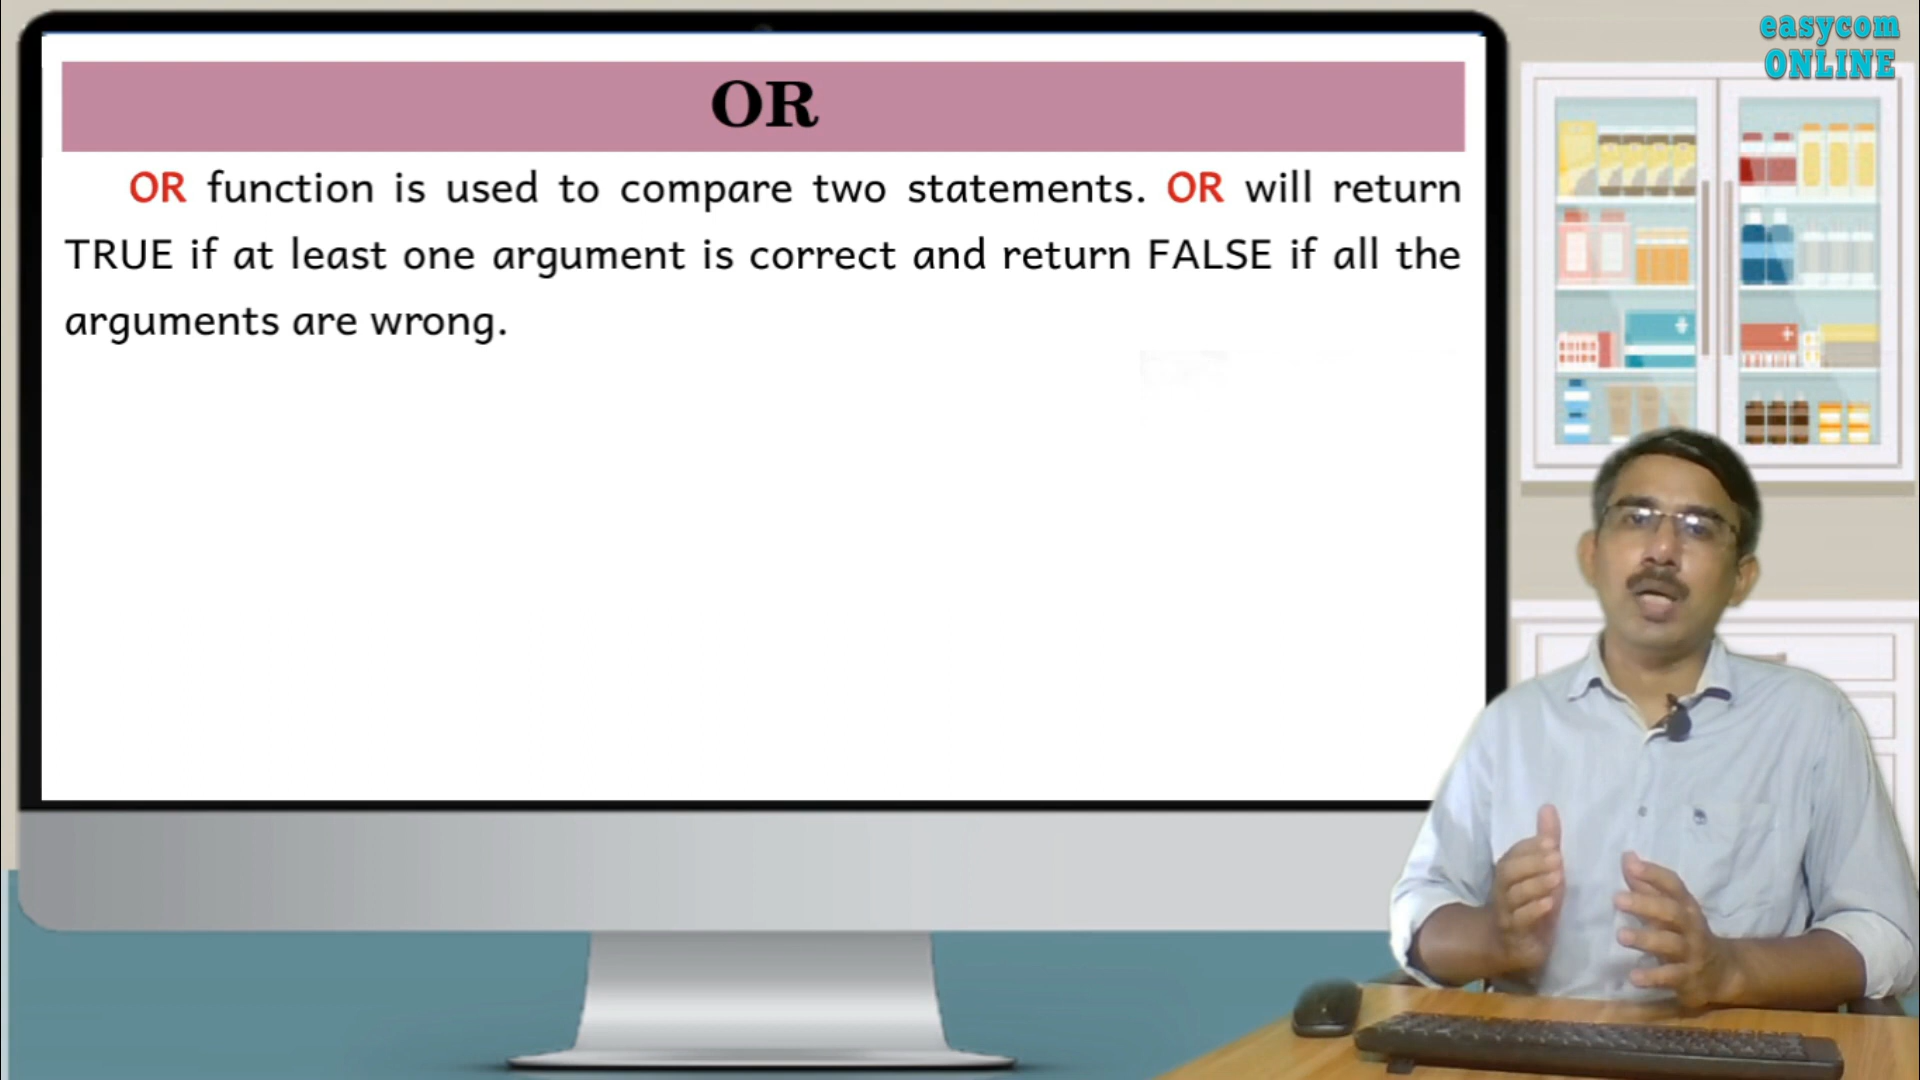 easycom
ONLINE
OR
OR function is used to compare two statements. OR will return
TRUE if at least one argument is correct and return FALSE if all the
arguments are wrong.